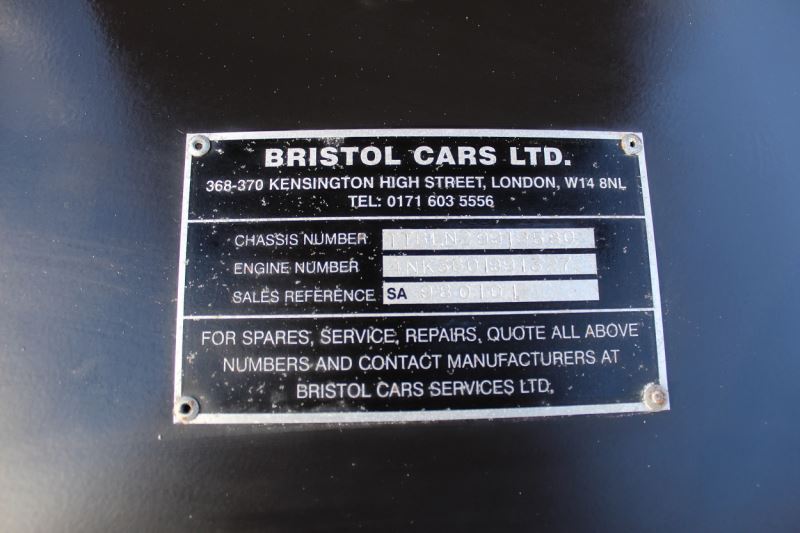 BRISTOL CARS LTD.
368-370 KENSINGTON HIGH STREET, LONDON, W14 8NL
TEL: 0171 603 5556
CHASSIS NUMBER
ENGINE NUMBER
SALES REFERENCE SA 980101
FOR SPARES, SERVICE, REPAIRS, QUOTE ALL ABOVE
NUMBERS AND CONTACT MANUFACTURERS AT
BRISTOL CARS SERVICES LTD.